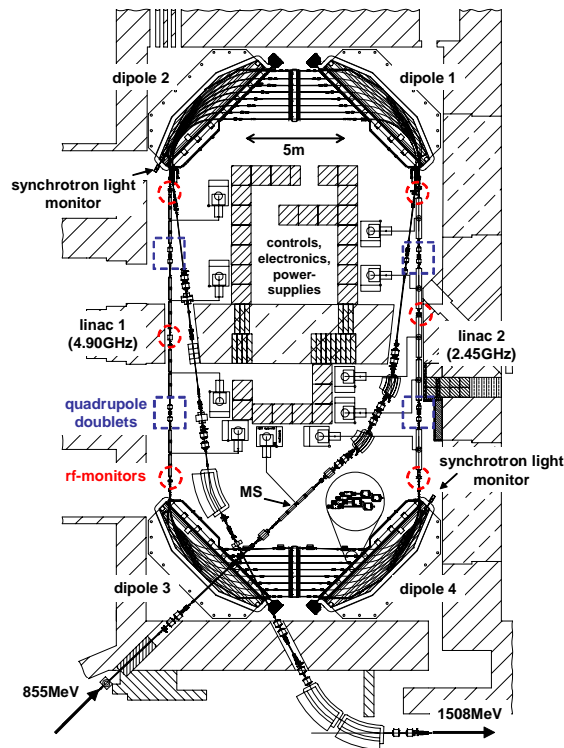 dipole 2
dipole 1
5m
synchrotron light
monitor
controls,
electronics,
power-
supplies
linac 1
(4.90GHz)
linac 2
(2.45GHz)
quadrupole
doublets
synchrotron light
monitor
rf-monitors
MS
dipole 3
dipole 4
855MeV
1508MeV